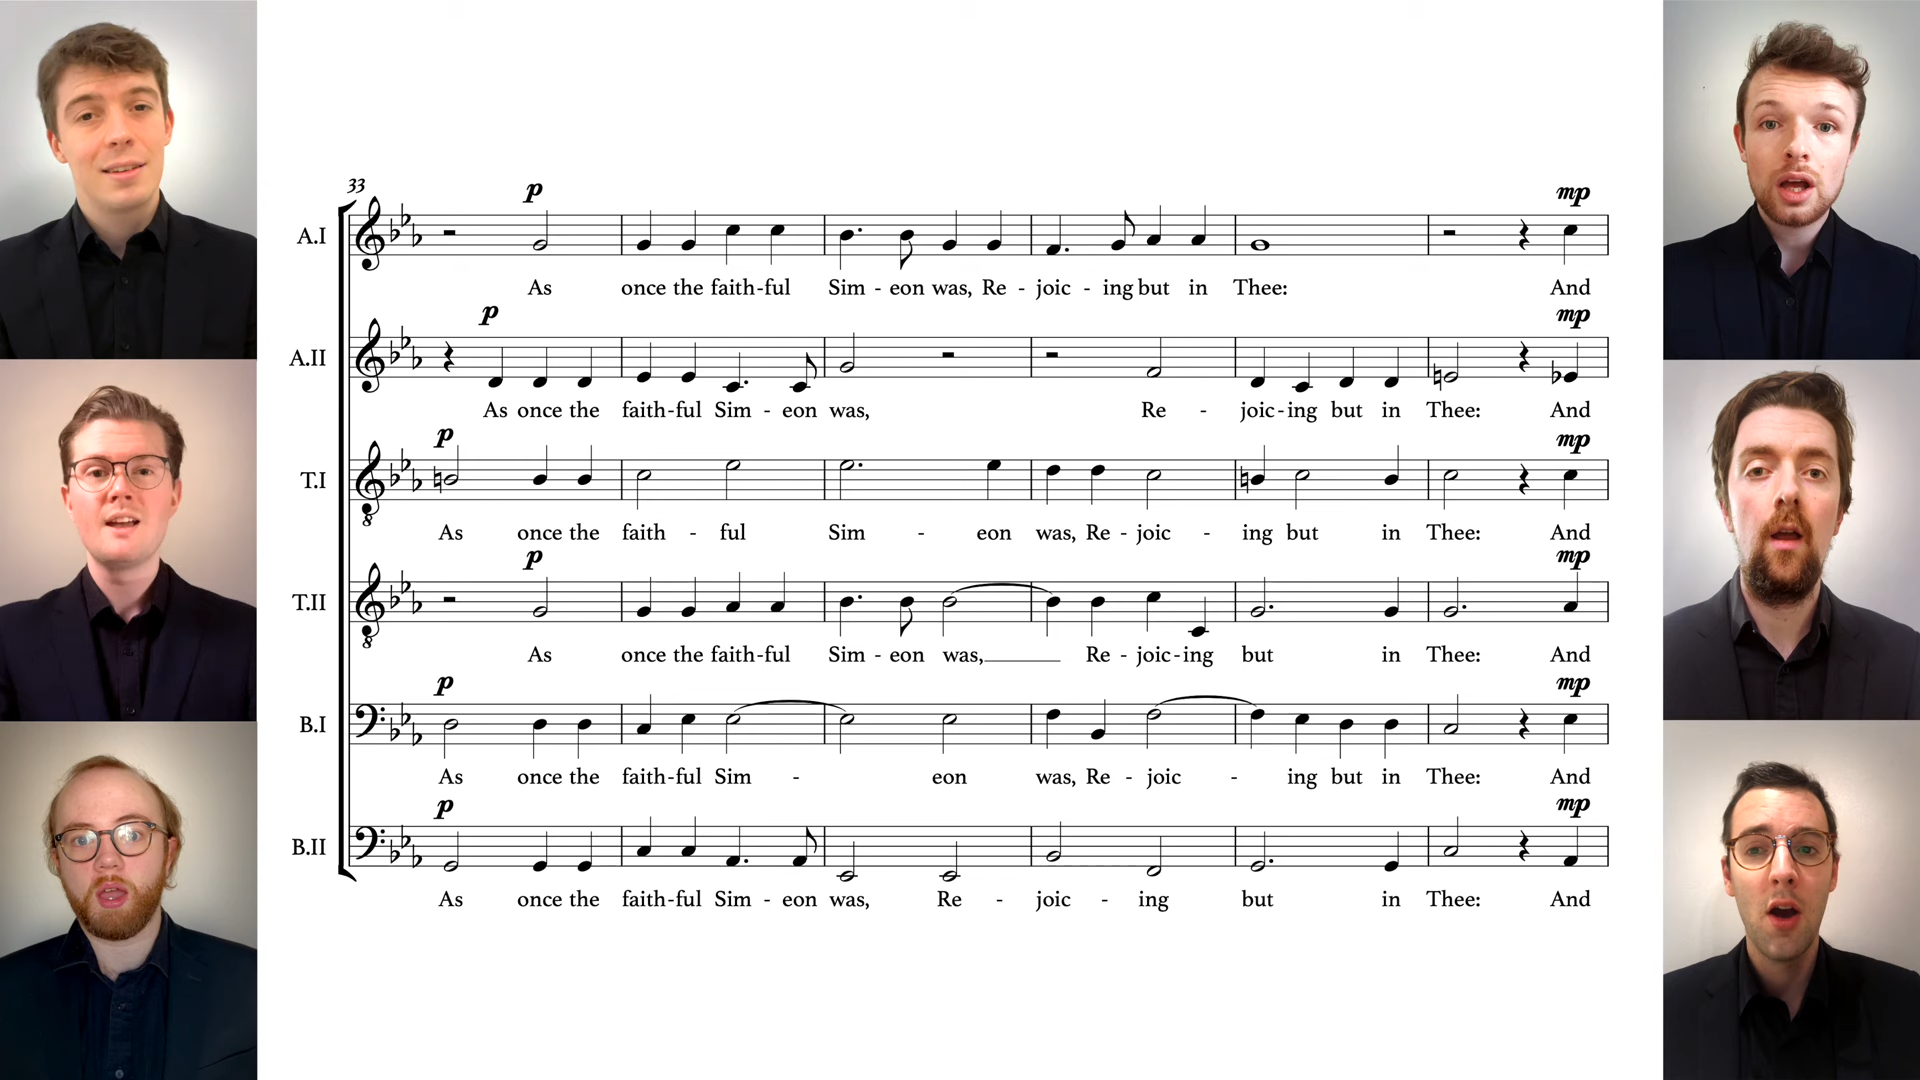 33
p
mp
A.I
As once the faith-ful Sim - eon was, Re - joic - ing but in Thee: And
p
mp
A.II
As once the faith-ful Sim - eon was, Re - joic-ing but in Thee: And
p
mp
T.I
As once the faith - ful Sim - eon was, Re - joic - ing but in Thee: And
p
mp
T.II
As once the faith-ful Sim - eon was, Re - joic-ing but in Thee: And
p
mp
B.I
As once the faith-ful Sim - eon was, Re - joic - ing but in Thee: And
p
mp
B.II
As once the faith-ful Sim - eon was, Re - joic - ing but in Thee: And